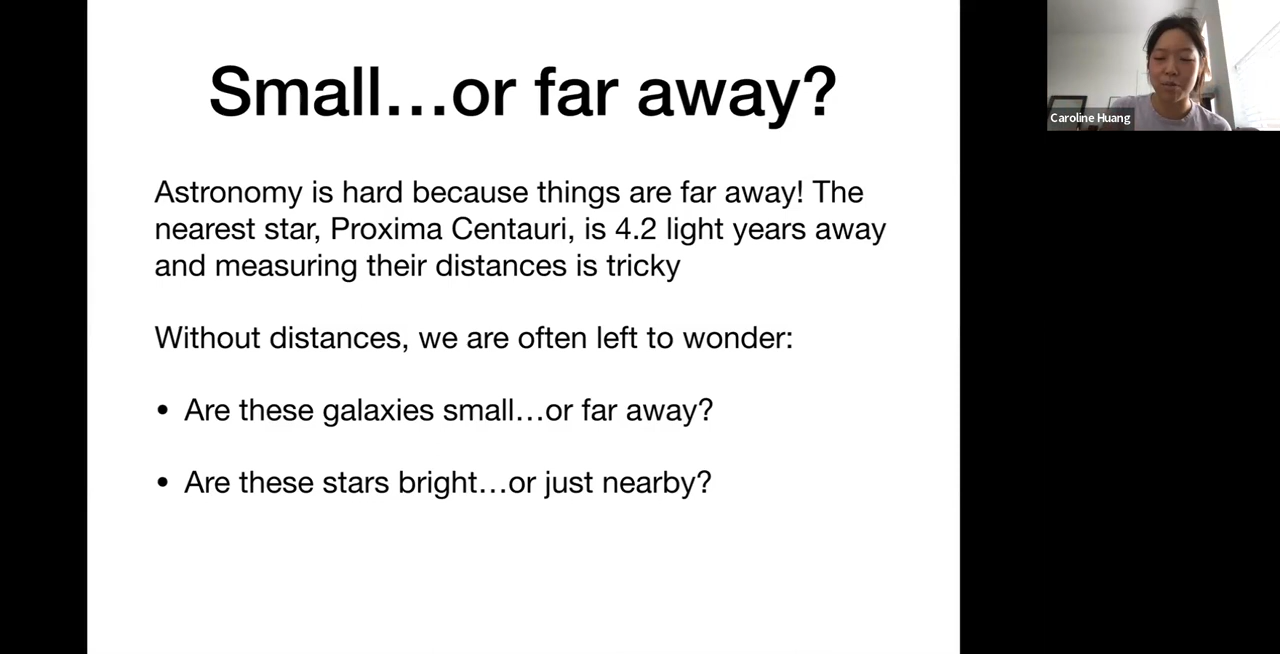 Small…or far away?
Astronomy is hard because things are far away! The
nearest star, Proxima Centauri, is 4.2 light years away
and measuring their distances is tricky
Without distances, we are often left to wonder:
• Are these galaxies small…or far away?
• Are these stars bright…or just nearby?
Caroline Huang